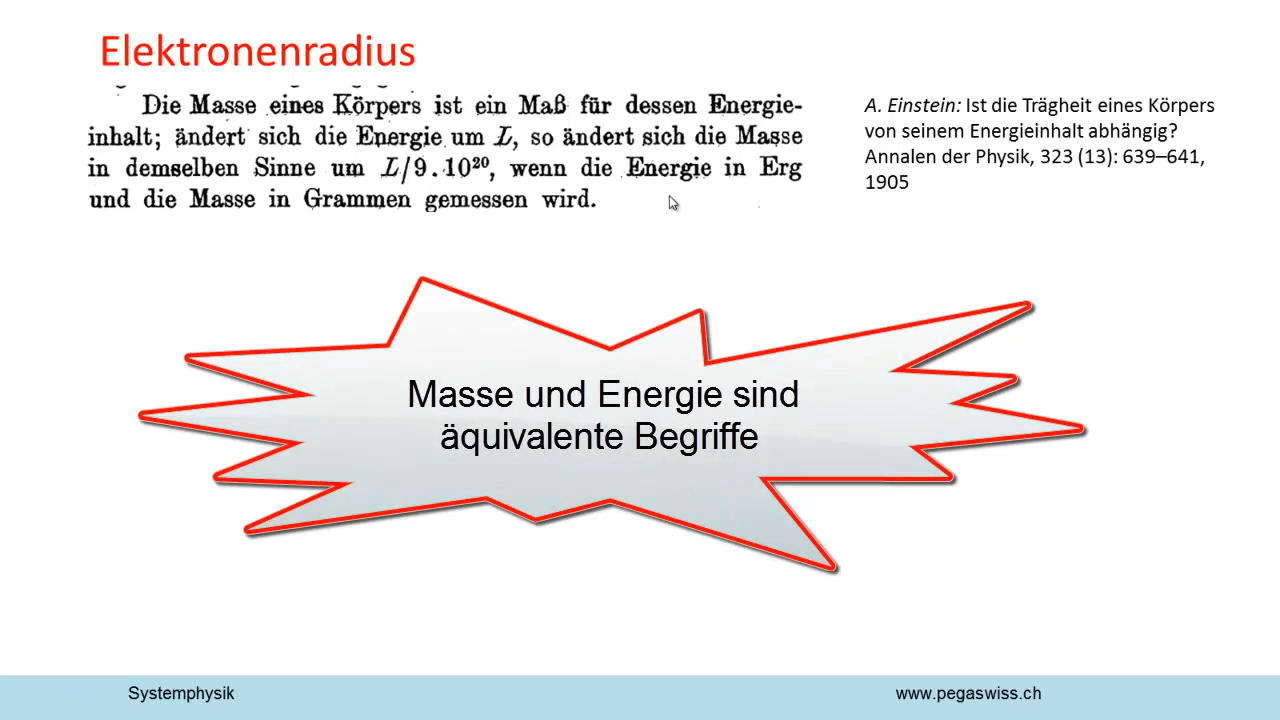 Elektronenradius
Die Masse eines Körpers ist ein Maß für dessen Energie-
inhalt; ändert sich die Energie um L, so ändert sich die Masse
in demselben Sinne um L/9.10²⁰, wenn die Energie in Erg
und die Masse in Grammen gemessen wird.
A. Einstein: Ist die Trägheit eines Körpers
von seinem Energieinhalt abhängig?
Annalen der Physik, 323 (13): 639–641,
1905
Masse und Energie sind
äquivalente Begriffe
Systemphysik
www.pegaswiss.ch